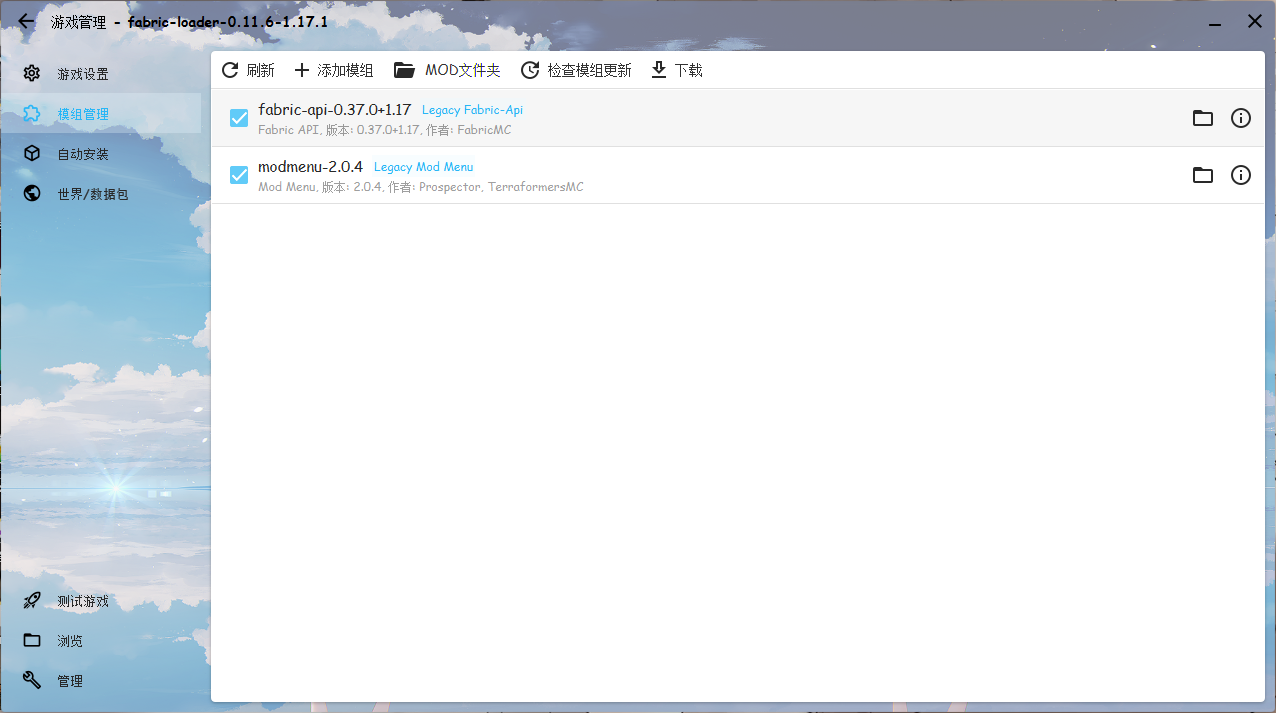 游戏管理 - fabric-loader-0.11.6-1.17.1
游戏设置
模组管理
自动安装
世界/数据包
测试游戏
浏览
管理
刷新 添加模组 MOD文件夹 检查模组更新 下载
fabric-api-0.37.0+1.17 Legacy Fabric-Api
Fabric API, 版本: 0.37.0+1.17, 作者: FabricMC
modmenu-2.0.4 Legacy Mod Menu
Mod Menu, 版本: 2.0.4, 作者: Prospector, TerraformersMC